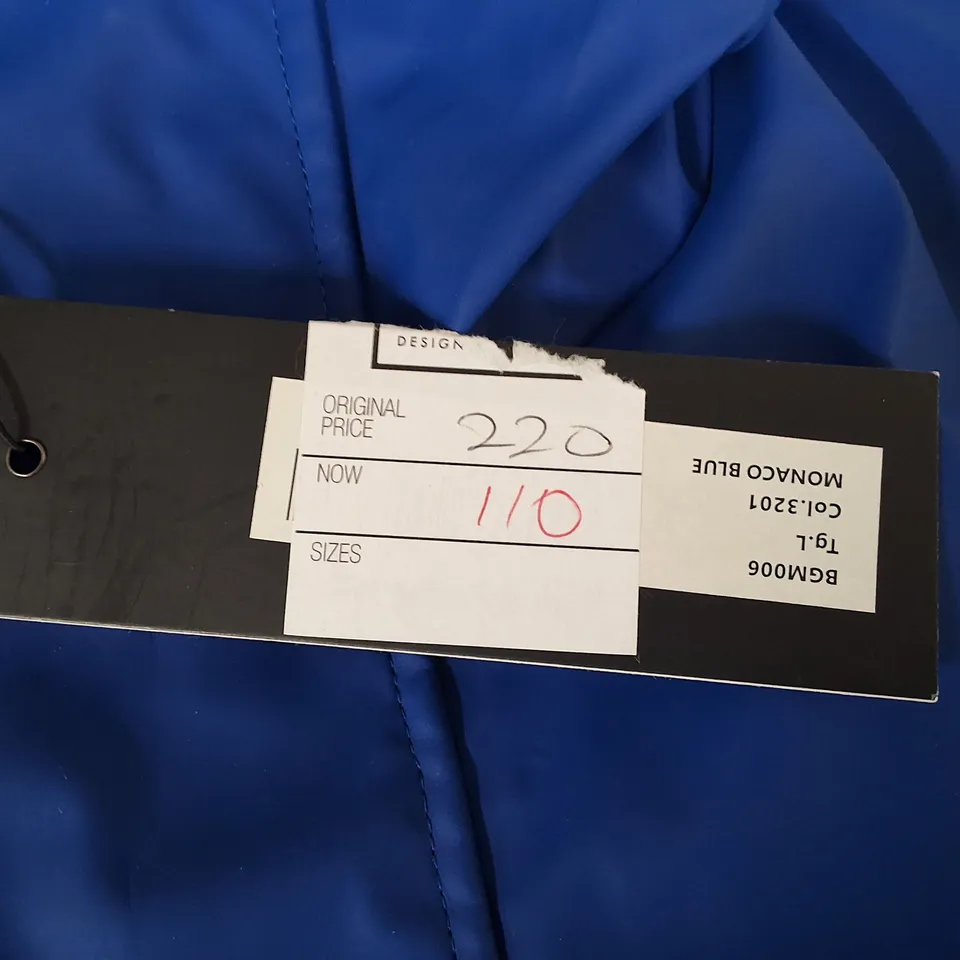 DESIGN
ORIGINAL
PRICE
220
NOW
110
SIZES
BGM006
Tg.L
Col.3201
MONACO BLUE